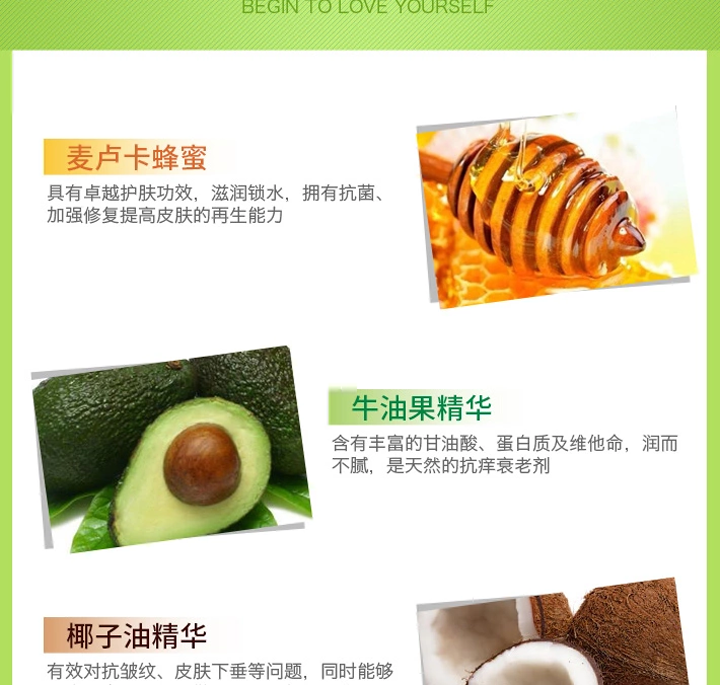 BEGIN TO LOVE YOURSELF
麦卢卡蜂蜜
具有卓越护肤功效，滋润锁水，拥有抗菌、
加强修复提高皮肤的再生能力
牛油果精华
含有丰富的甘油酸、蛋白质及维他命，润而
不腻，是天然的抗痒衰老剂
椰子油精华
有效对抗皱纹、皮肤下垂等问题，同时能够